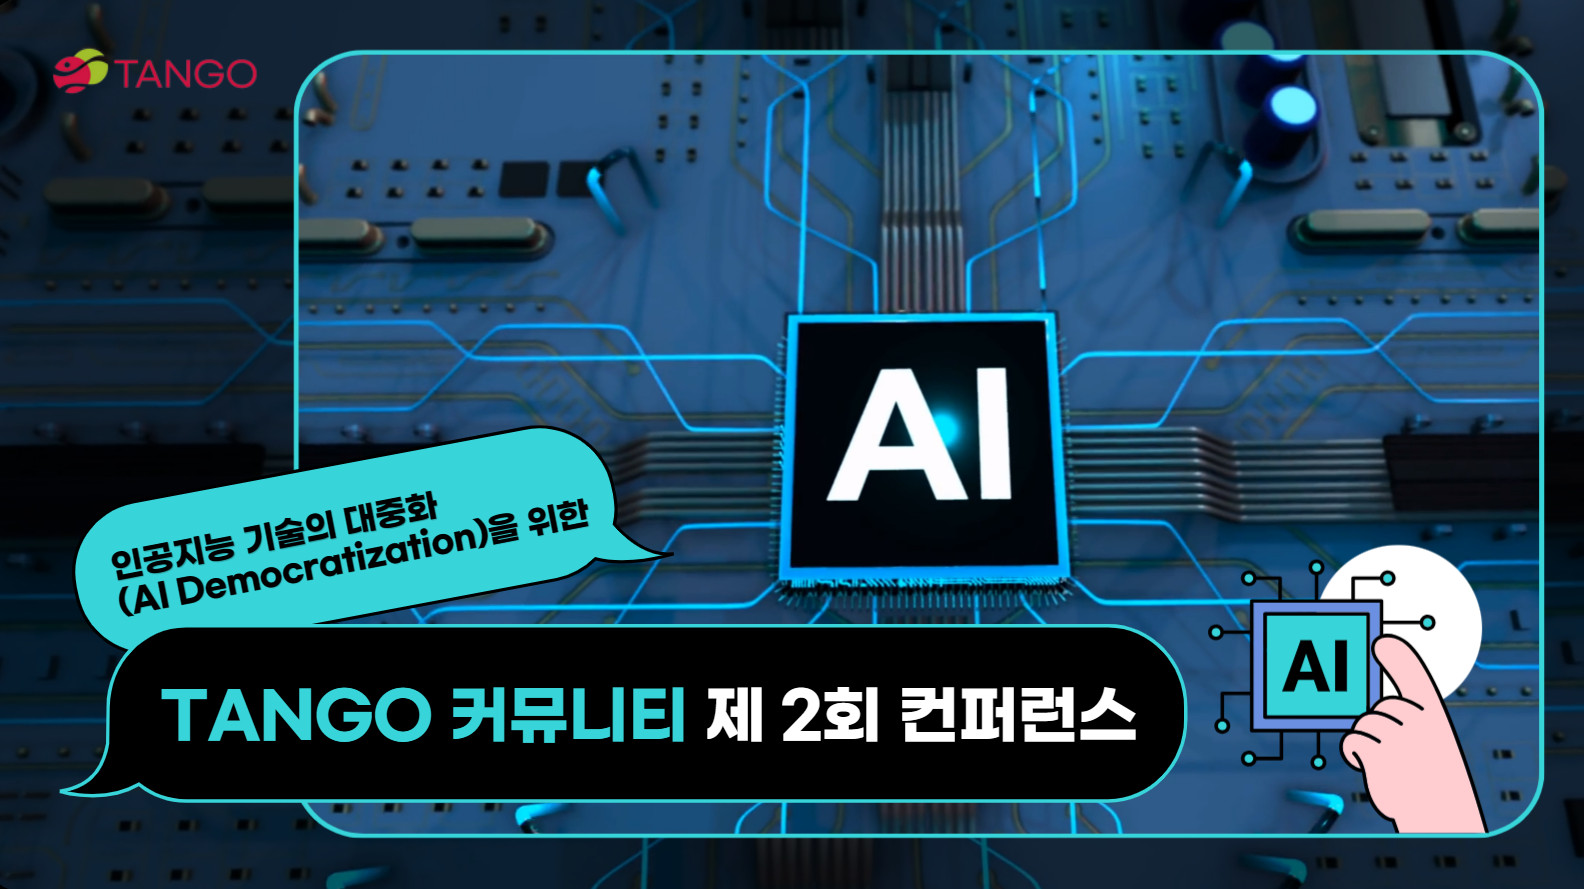 TANGO
AI
인공지능 기술의 대중화
(AI Democratization)을 위한
AI
TANGO 커뮤니티 제 2회 컨퍼런스